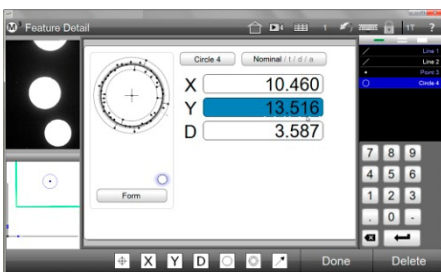 M³ Feature Detail
1 1T ?
Circle 4 Nominal / t / d / a
X 10.460
Y 13.516
D 3.587
Form
Line 1
Line 2
Point 3
Circle 4
7 8 9
4 5 6
1 2 3
. 0 -
X Y D
Done Delete